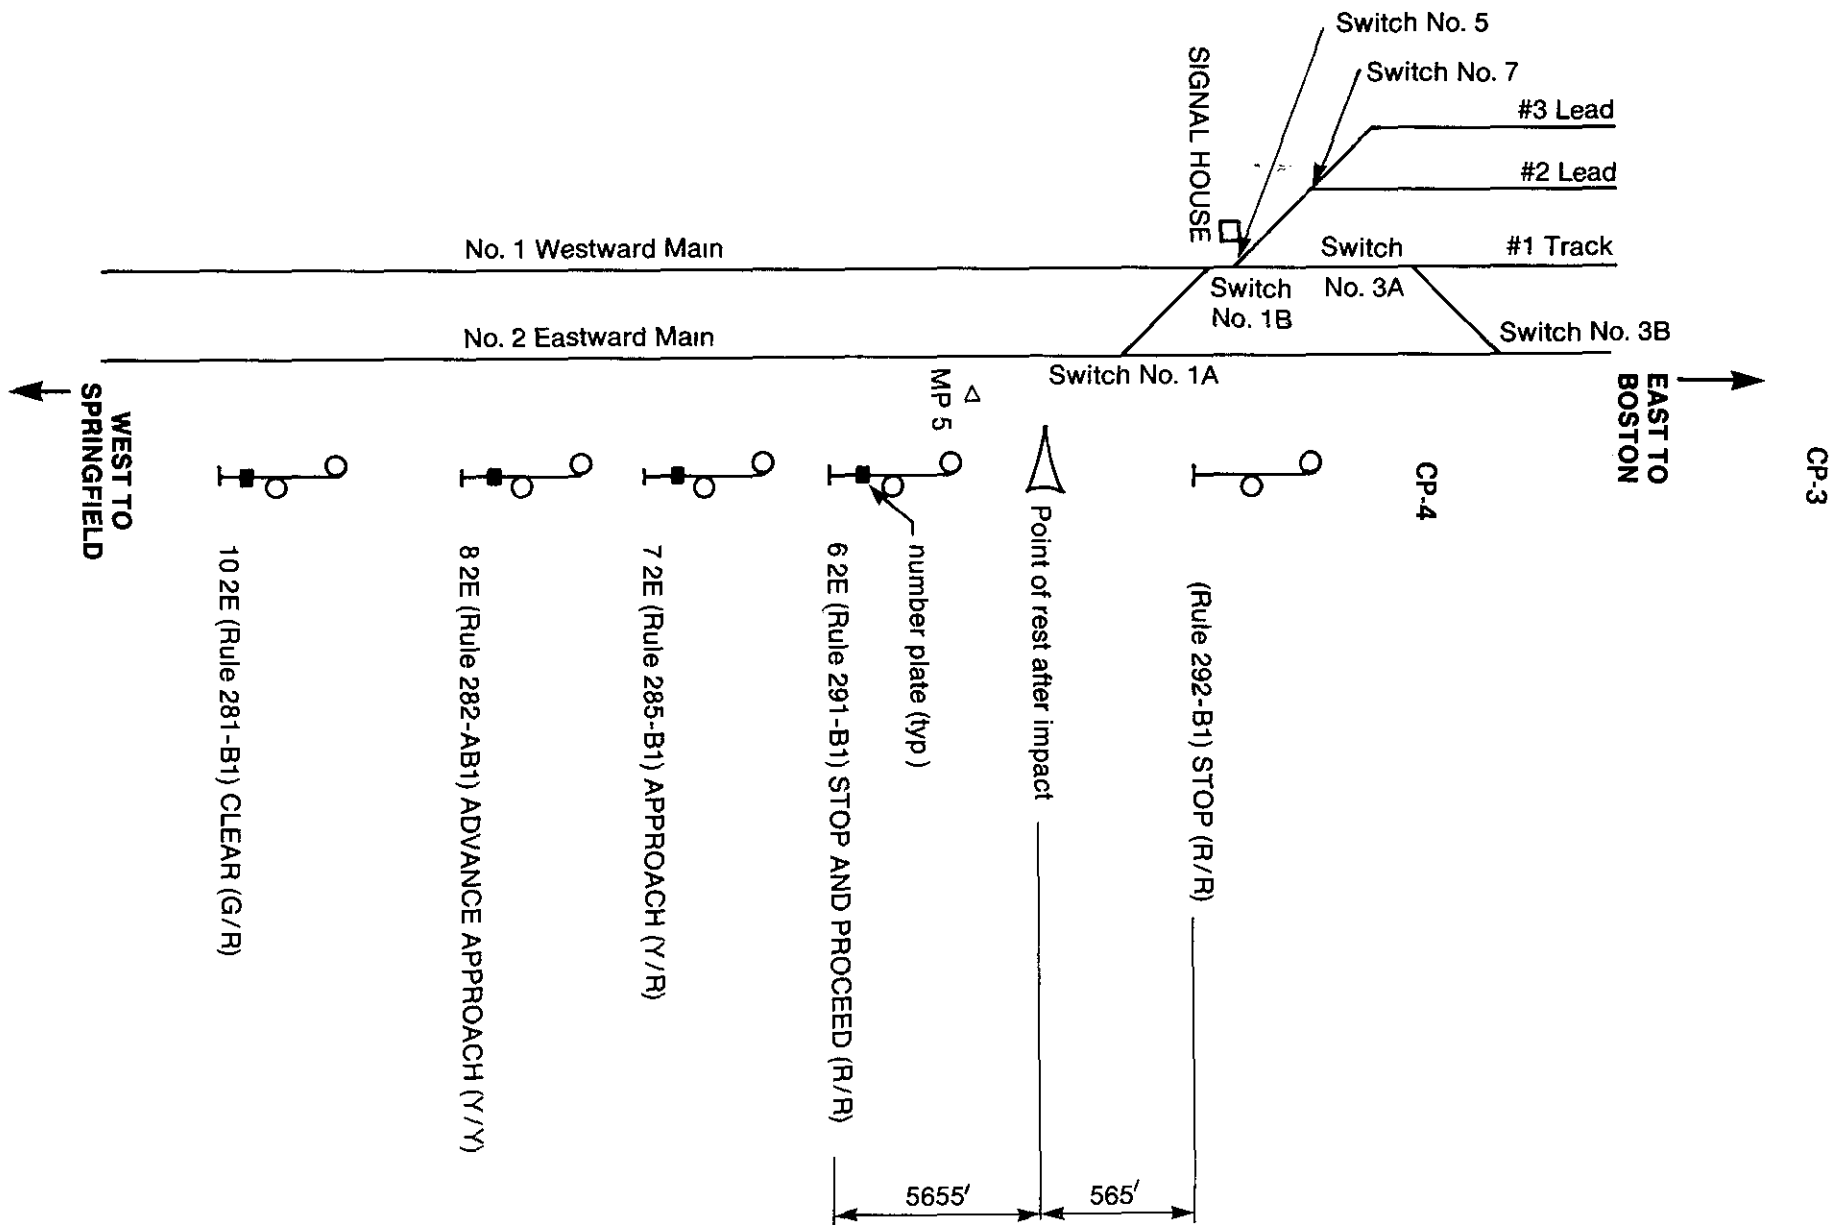 Switch No. 5
Switch No. 7
SIGNAL HOUSE
#3 Lead
#2 Lead
No. 1 Westward Main
Switch
No. 3A
#1 Track
Switch
No. 1B
No. 2 Eastward Main
Switch No. 3B
Switch No. 1A
MP 5
WEST TO
SPRINGFIELD
EAST TO
BOSTON
CP-3
CP-4
10 2E (Rule 281-B1) CLEAR (G/R)
8 2E (Rule 282-AB1) ADVANCE APPROACH (Y/Y)
7 2E (Rule 285-B1) APPROACH (Y/R)
6 2E (Rule 291-B1) STOP AND PROCEED (R/R)
number plate (typ)
Point of rest after impact
(Rule 292-B1) STOP (R/R)
5655'
565'